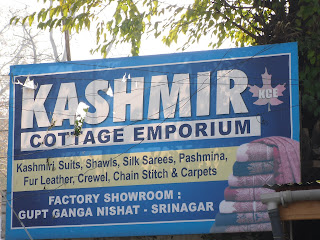 KASHMIR
KCE
COTTAGE EMPORIUM
Kashmiri Suits, Shawls, Silk Sarees, Pashmina,
Fur Leather, Crewel, Chain Stitch & Carpets
FACTORY SHOWROOM :
GUPT GANGA NISHAT - SRINAGAR